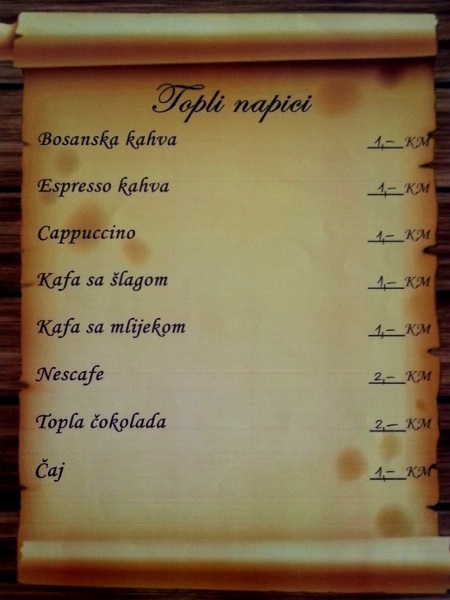 Topli napici
Bosanska kahva 1,- KM
Espresso kahva 1,- KM
Cappuccino 1,- KM
Kafa sa šlagom 1,- KM
Kafa sa mlijekom 1,- KM
Nescafe 2,- KM
Topla čokolada 2,- KM
Čaj 1,- KM